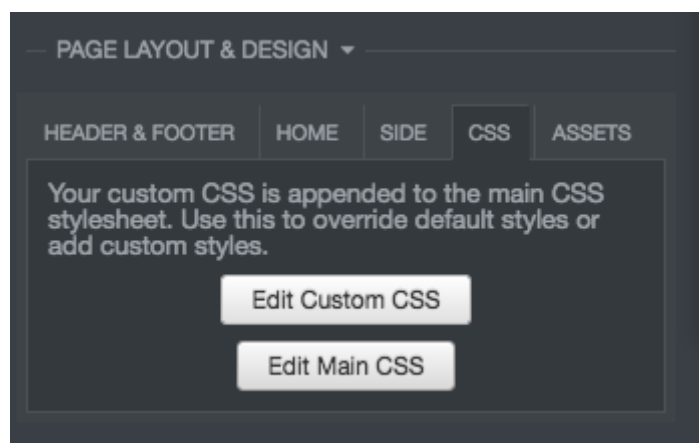 PAGE LAYOUT & DESIGN
HEADER & FOOTER HOME SIDE CSS ASSETS
Your custom CSS is appended to the main CSS
stylesheet. Use this to override default styles or
add custom styles.
Edit Custom CSS
Edit Main CSS